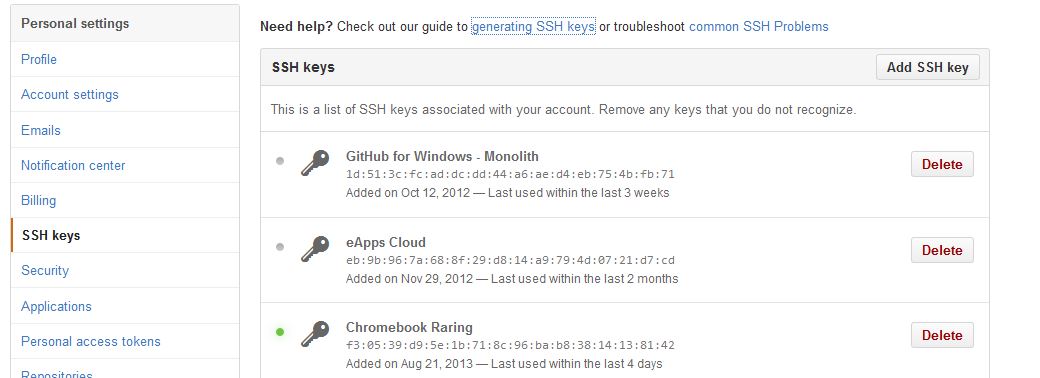 Personal settings
Profile
Account settings
Emails
Notification center
Billing
SSH keys
Security
Applications
Personal access tokens
Repositories
Need help? Check out our guide to generating SSH keys or troubleshoot common SSH Problems
SSH keys
Add SSH key
This is a list of SSH keys associated with your account. Remove any keys that you do not recognize.
GitHub for Windows - Monolith
1d:51:3c:fc:ad:dc:dd:44:a6:ae:d4:eb:75:4b:fb:71
Added on Oct 12, 2012 — Last used within the last 3 weeks
Delete
eApps Cloud
eb:9b:96:7a:68:8f:29:d8:14:a9:79:4d:07:21:d7:cd
Added on Nov 29, 2012 — Last used within the last 2 months
Delete
Chromebook Raring
f3:05:39:d9:5e:1b:71:8c:96:ba:b8:38:14:13:81:42
Added on Aug 21, 2013 — Last used within the last 4 days
Delete